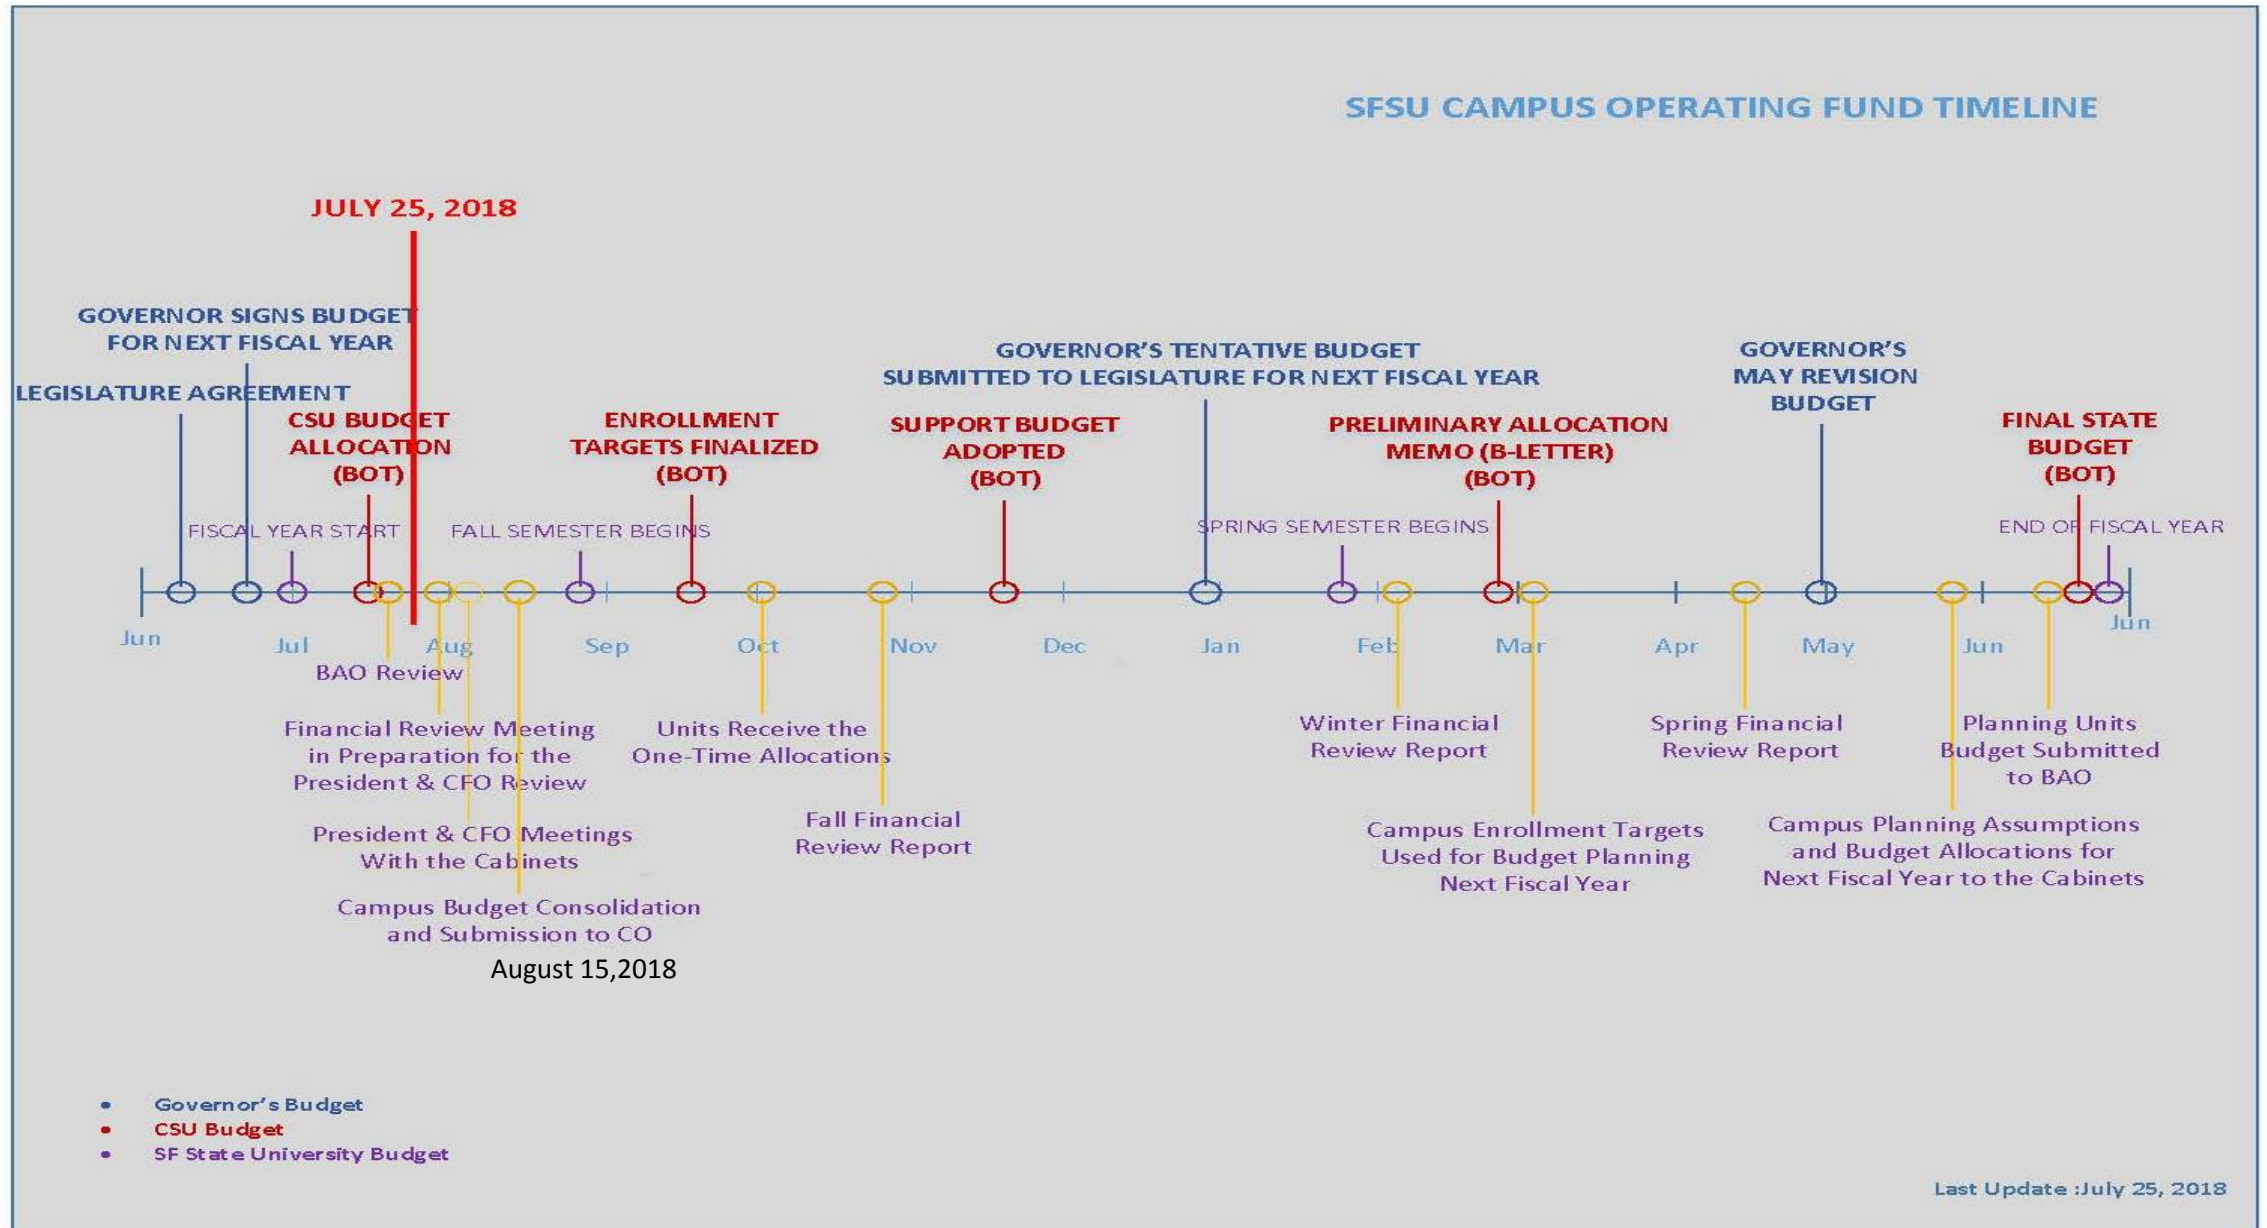 SFSU CAMPUS OPERATING FUND TIMELINE
JULY 25, 2018
GOVERNOR SIGNS BUDGET
FOR NEXT FISCAL YEAR
LEGISLATURE AGREEMENT
CSU BUDGET
ALLOCATION
(BOT)
ENROLLMENT
TARGETS FINALIZED
(BOT)
SUPPORT BUDGET
ADOPTED
(BOT)
GOVERNOR'S TENTATIVE BUDGET
SUBMITTED TO LEGISLATURE FOR NEXT FISCAL YEAR
PRELIMINARY ALLOCATION
MEMO (B-LETTER)
(BOT)
GOVERNOR'S
MAY REVISION
BUDGET
FINAL STATE
BUDGET
(BOT)
FISCAL YEAR START
FALL SEMESTER BEGINS
SPRING SEMESTER BEGINS
END OF FISCAL YEAR
Jun
Jul
Aug
Sep
Oct
Nov
Dec
Jan
Feb
Mar
Apr
May
Jun
Jun
BAO Review
Financial Review Meeting
in Preparation for the
President & CFO Review
President & CFO Meetings
With the Cabinets
Campus Budget Consolidation
and Submission to CO
August 15,2018
Units Receive the
One-Time Allocations
Fall Financial
Review Report
Winter Financial
Review Report
Campus Enrollment Targets
Used for Budget Planning
Next Fiscal Year
Spring Financial
Review Report
Planning Units
Budget Submitted
to BAO
Campus Planning Assumptions
and Budget Allocations for
Next Fiscal Year to the Cabinets
• Governor's Budget
• CSU Budget
• SF State University Budget
Last Update :July 25, 2018